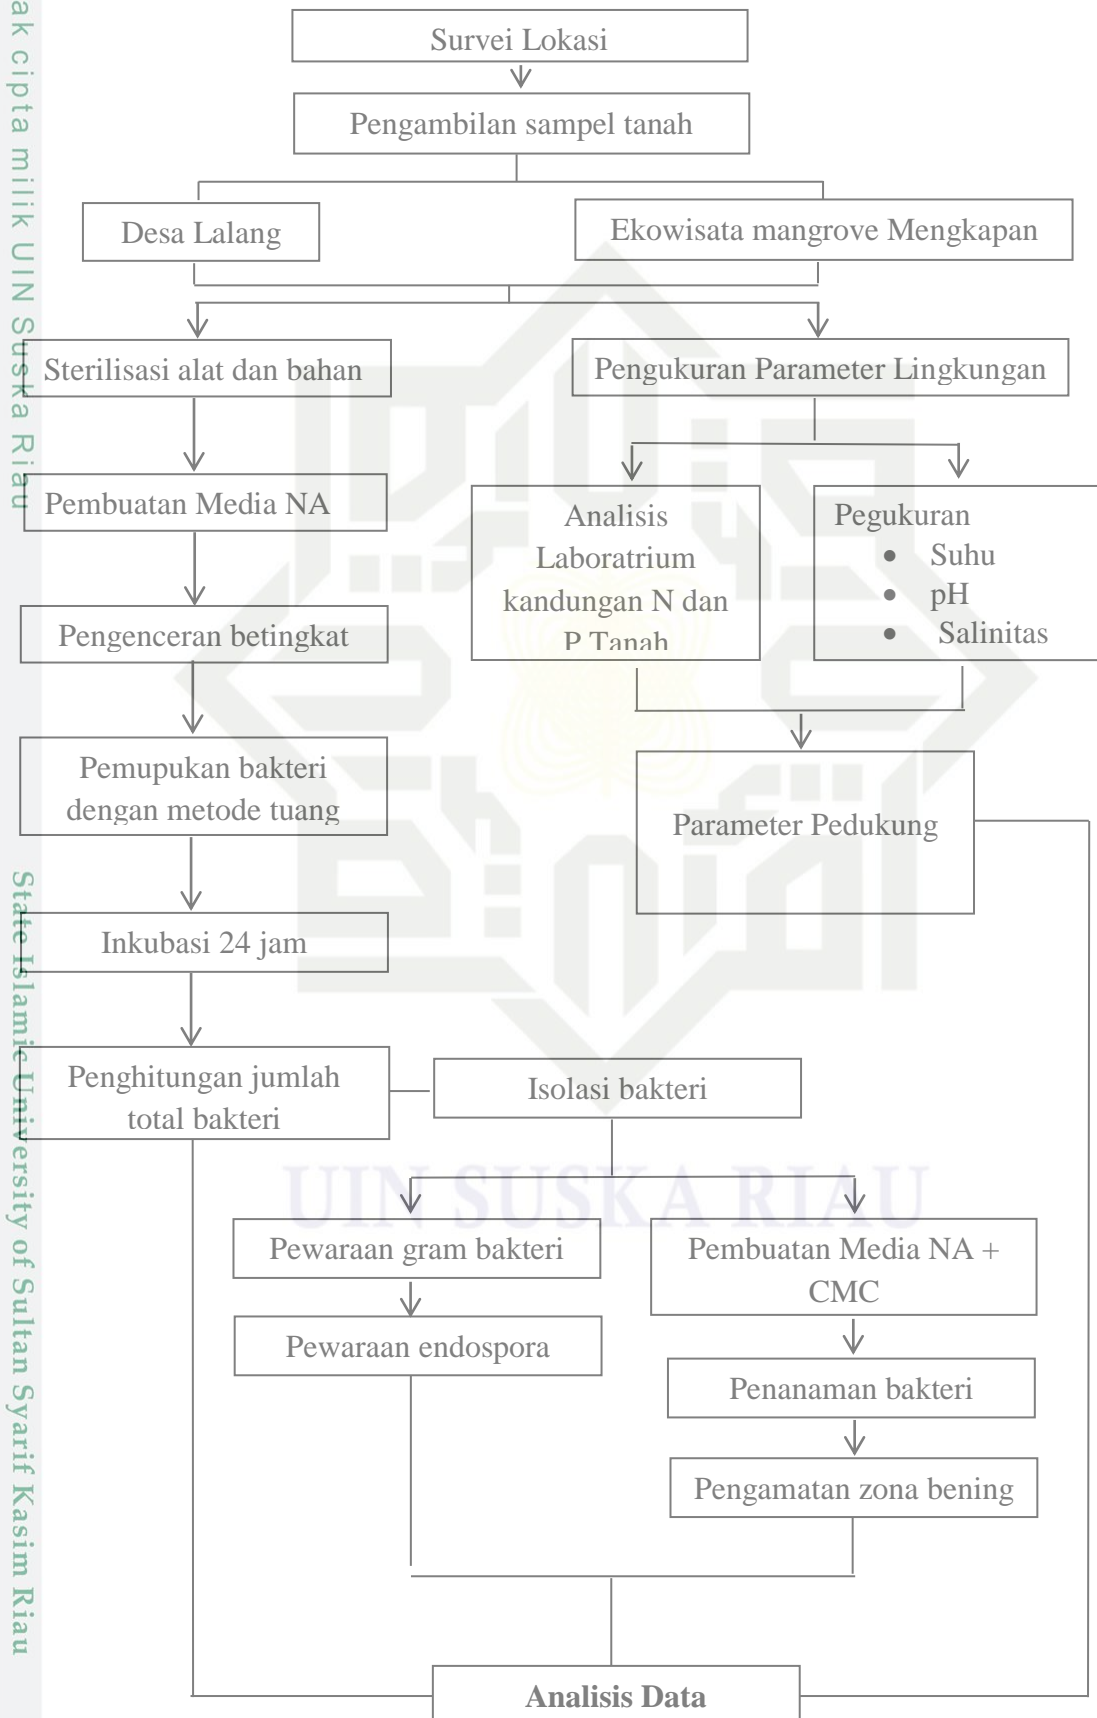 ak cipta milik UIN Suska Riau
State Islamic University of Sultan Syarif Kasim Riau
Survei Lokasi
Pengambilan sampel tanah
Desa Lalang
Ekowisata mangrove Mengkapan
Sterilisasi alat dan bahan
Pengukuran Parameter Lingkungan
Pembuatan Media NA
Analisis
Laboratrium
kandungan N dan
P Tanah
Pegukuran
• Suhu
• pH
• Salinitas
Pengenceran betingkat
Pemupukan bakteri
dengan metode tuang
Parameter Pedukung
Inkubasi 24 jam
Penghitungan jumlah
total bakteri
Isolasi bakteri
UIN SUSKA RIAU
Pewaraan gram bakteri
Pembuatan Media NA +
CMC
Pewaraan endospora
Penanaman bakteri
Pengamatan zona bening
Analisis Data